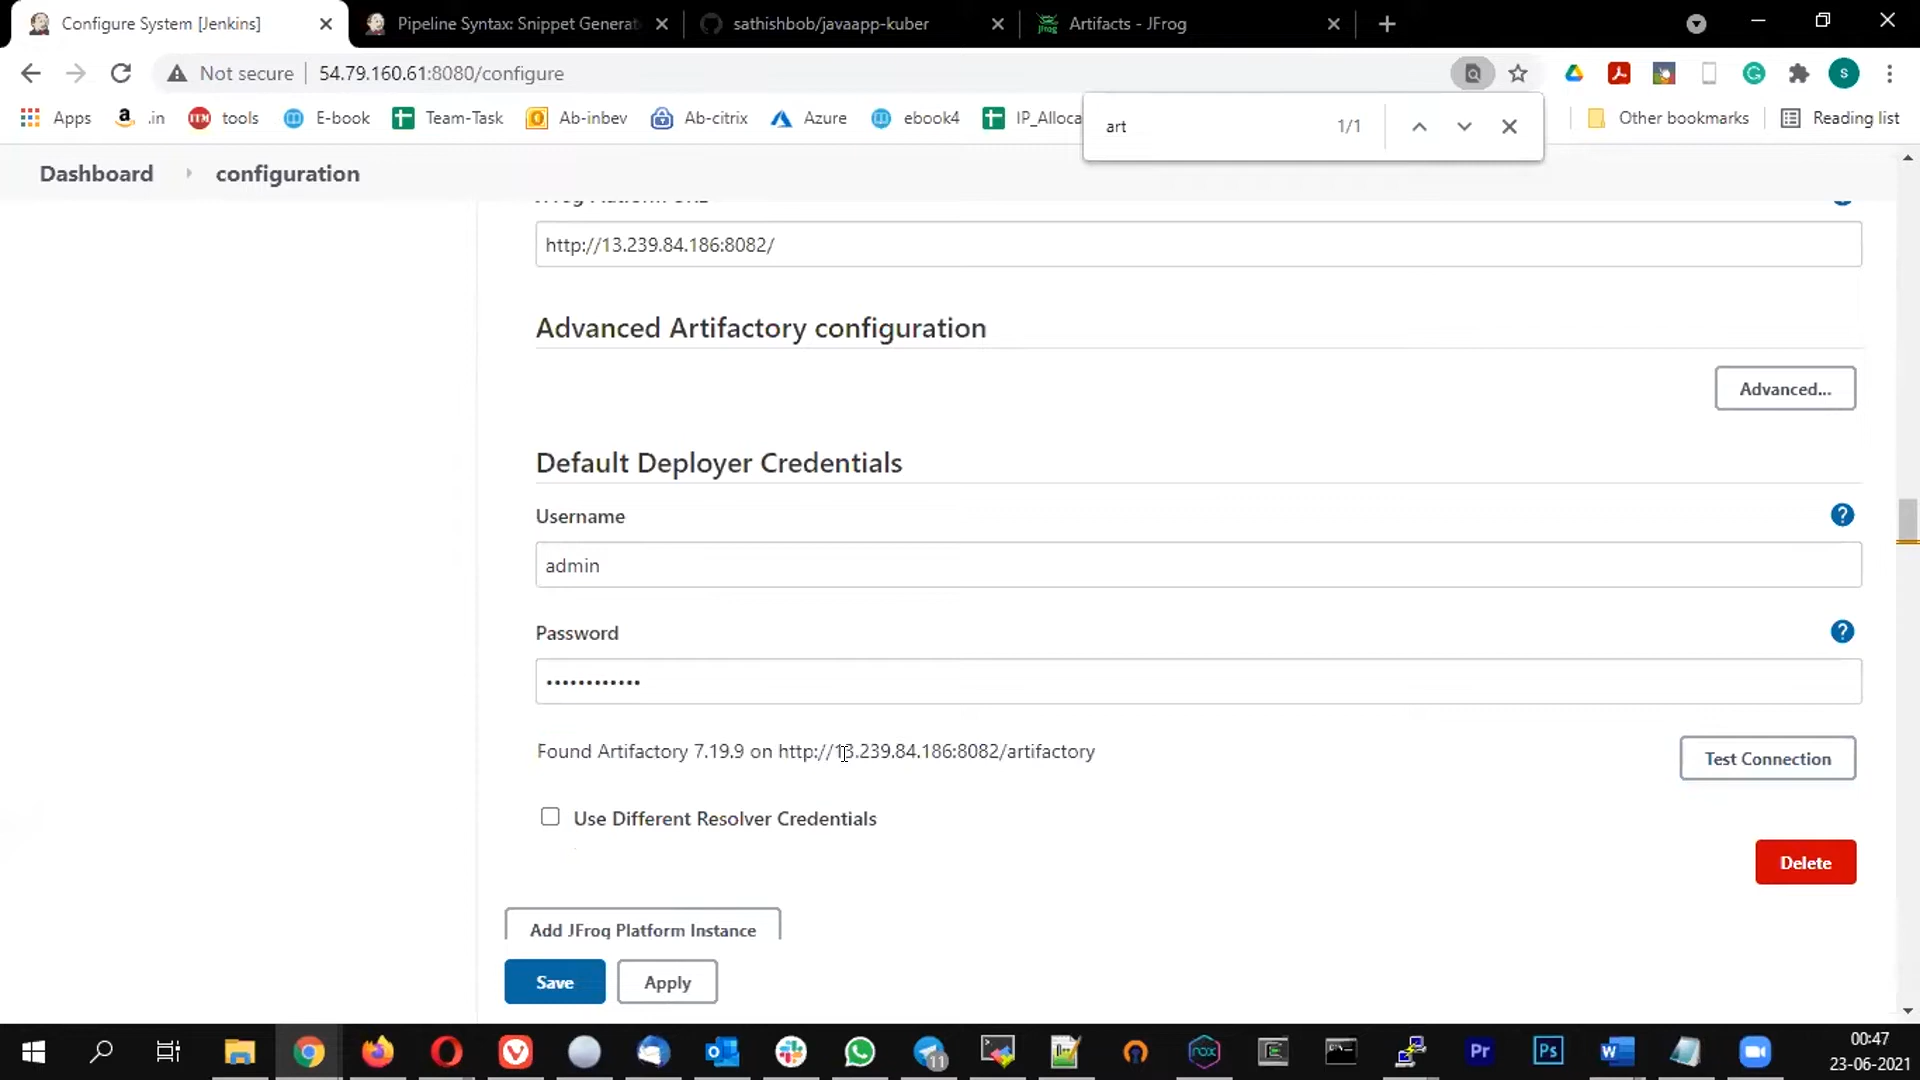 Configure System [Jenkins]
Pipeline Syntax: Snippet Generat
sathishbob/javaapp-kuber
Artifacts - JFrog
Not secure
54.79.160.61:8080/configure
S
Apps
.in
tools
E-book
Team-Task
Ab-inbev
Ab-citrix
Azure
ebook4
IP_Alloca
Other bookmarks
Reading list
art
1/1
Dashboard
configuration
http://13.239.84.186:8082/
Advanced Artifactory configuration
Advanced...
Default Deployer Credentials
Username
admin
Password
Found Artifactory 7.19.9 on http://13.239.84.186:8082/artifactory
Test Connection
Use Different Resolver Credentials
Delete
Add JFrog Platform Instance
Save
Apply
11
Pr
Ps
00:47
23-06-2021